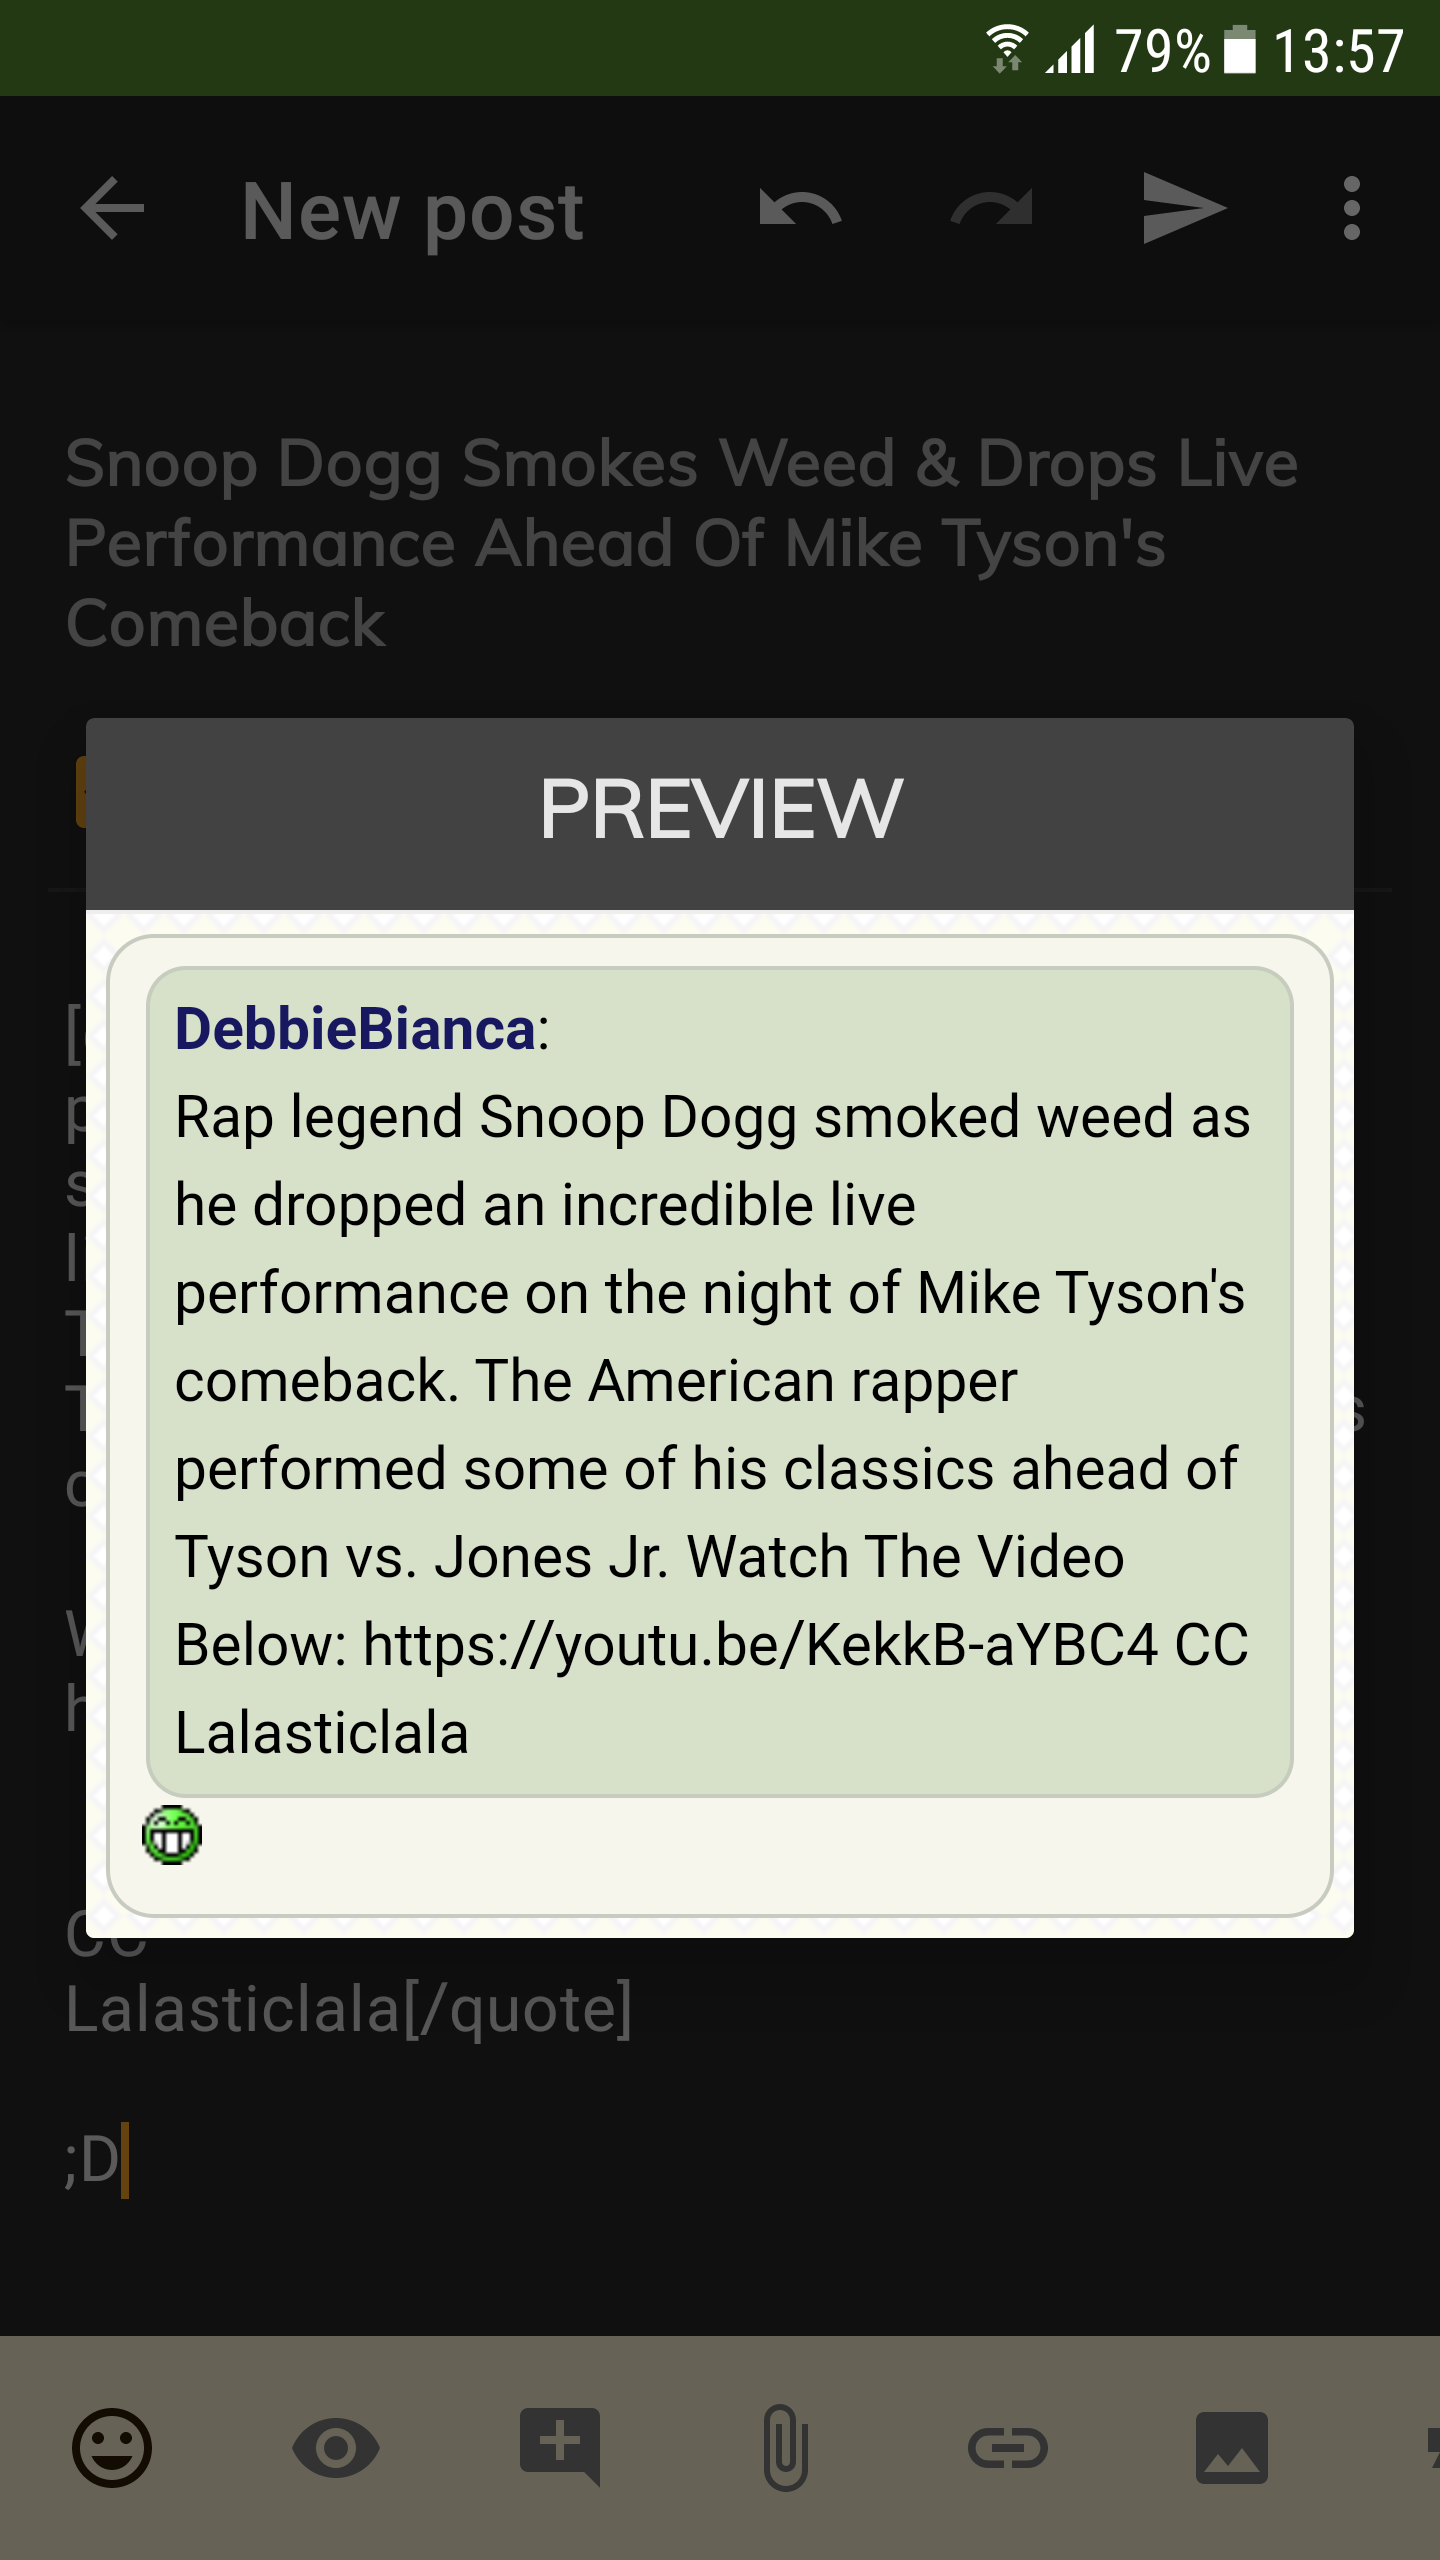 79% 13:57
New post
Snoop Dogg Smokes Weed & Drops Live
Performance Ahead Of Mike Tyson's
Comeback
PREVIEW
DebbieBianca:
Rap legend Snoop Dogg smoked weed as
he dropped an incredible live
performance on the night of Mike Tyson's
comeback. The American rapper
performed some of his classics ahead of
Tyson vs. Jones Jr. Watch The Video
Below: https://youtu.be/KekkB-aYBC4 CC
Lalasticlala
CC
Lalasticlala[/quote]
;D